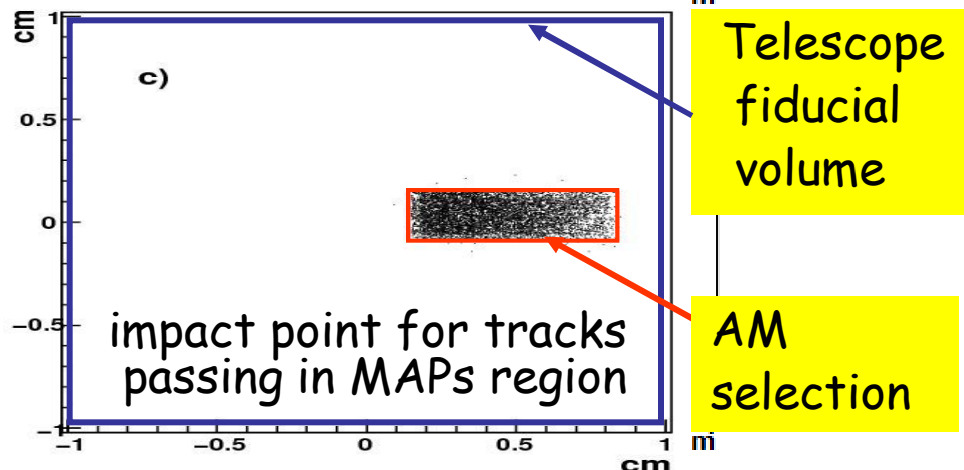 cm
1
0.5
0
−0.5
−1
c)
impact point for tracks
passing in MAPs region
−1
−0.5
0
0.5
1
cm
Telescope
fiducial
volume
AM
selection